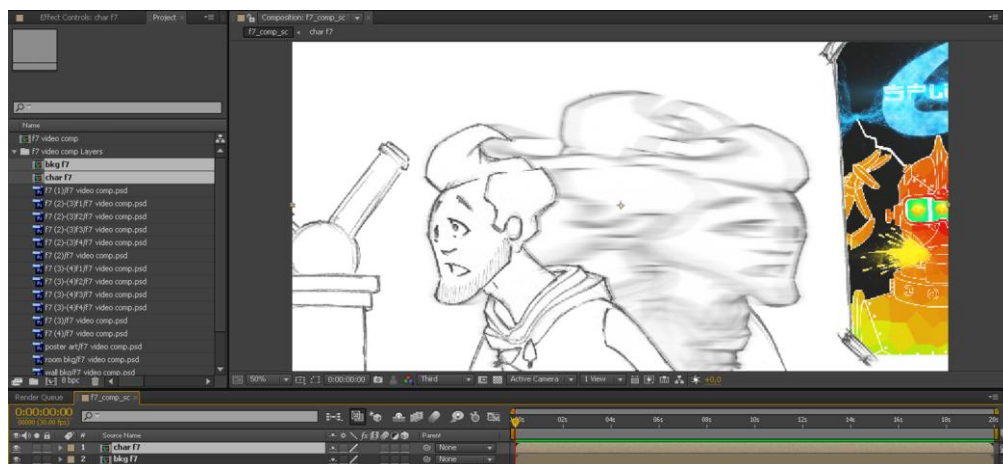 Effect Controls: char f7
Project
Composition: f7_comp_sc
f7_comp_sc
char f7
Name
f7 video comp
f7 video comp Layers
bkg f7
char f7
f7 (1)/f7 video comp.psd
f7 (2)-(3)f1/f7 video comp.psd
f7 (2)-(3)f2/f7 video comp.psd
f7 (2)-(3)f3/f7 video comp.psd
f7 (2)-(3)f4/f7 video comp.psd
f7 (2)/f7 video comp.psd
f7 (3)-(4)f1/f7 video comp.psd
f7 (3)-(4)f2/f7 video comp.psd
f7 (3)-(4)f3/f7 video comp.psd
f7 (3)-(4)f4/f7 video comp.psd
f7 (3)/f7 video comp.psd
f7 (4)/f7 video comp.psd
poster art/f7 video comp.psd
room bkg/f7 video comp.psd
wall bkg/f7 video comp.psd
8 bpc
50%
0:00:00:00
Third
Active Camera
1 View
+0,0
Render Queue
f7_comp_sc
0:00:00:00
00000 (30.00 fps)
02s
04s
06s
08s
10s
12s
14s
16s
18s
20s
#
Source Name
Parent
1
char f7
None
2
bkg f7
None